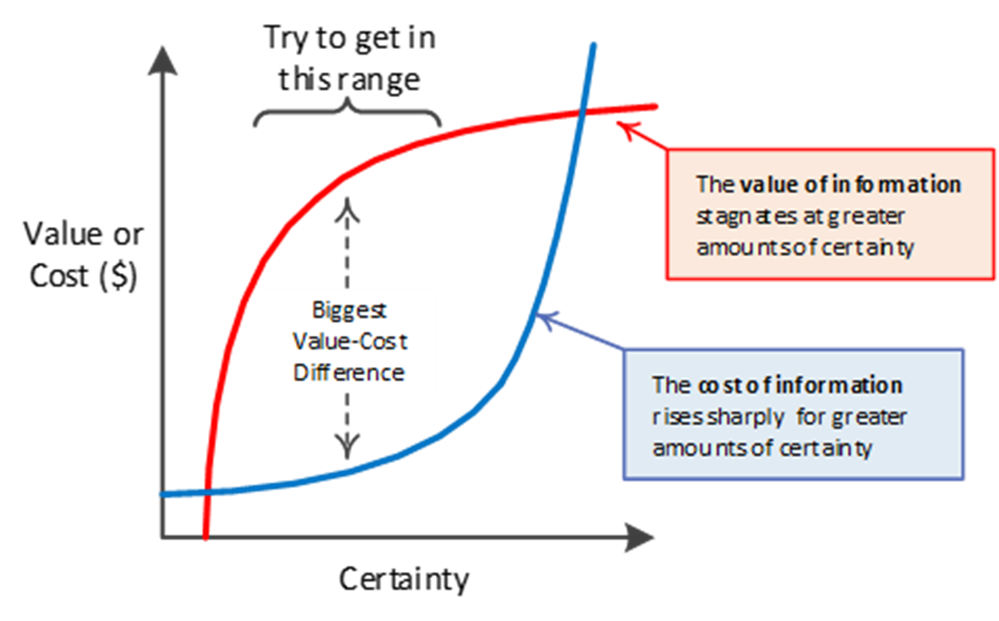 Try to get in
this range
Value or
Cost ($)
Biggest
Value-Cost
Difference
The value of information
stagnates at greater
amounts of certainty
The cost of information
rises sharply for greater
amounts of certainty
Certainty